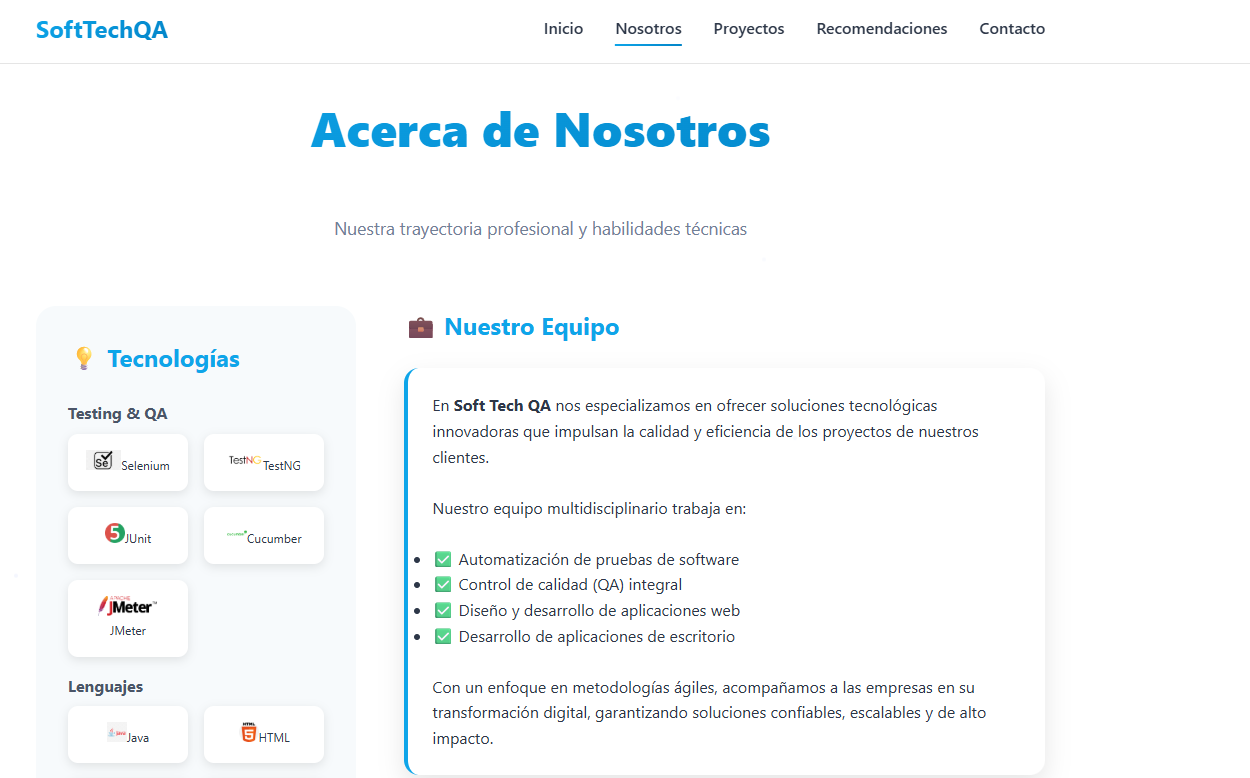 SoftTechQA
Inicio
Nosotros
Proyectos
Recomendaciones
Contacto
Acerca de Nosotros
Nuestra trayectoria profesional y habilidades técnicas
Tecnologías
Testing & QA
Se
Selenium
TestNG
TestNG
5
JUnit
Cucumber
APACHE
JMeter™
JMeter
Lenguajes
Java
Java
HTML
5
HTML
Nuestro Equipo
En Soft Tech QA nos especializamos en ofrecer soluciones tecnológicas
innovadoras que impulsan la calidad y eficiencia de los proyectos de nuestros
clientes.
Nuestro equipo multidisciplinario trabaja en:
• ✅ Automatización de pruebas de software
• ✅ Control de calidad (QA) integral
• ✅ Diseño y desarrollo de aplicaciones web
• ✅ Desarrollo de aplicaciones de escritorio
Con un enfoque en metodologías ágiles, acompañamos a las empresas en su
transformación digital, garantizando soluciones confiables, escalables y de alto
impacto.